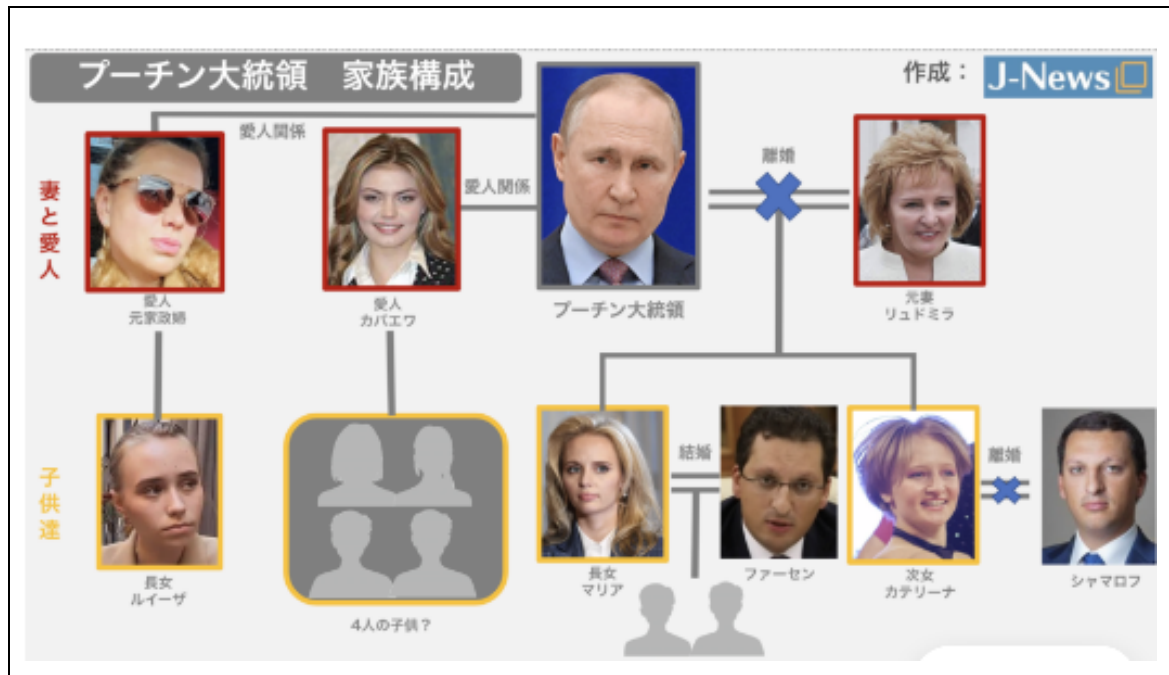 プーチン大統領　家族構成
作成：
J-News
愛人関係
愛人関係
離婚
妻と愛人
愛人
元家政婦
愛人
カバエワ
プーチン大統領
元妻
リュドミラ
子供達
結婚
離婚
長女
ルイーザ
4人の子供？
長女
マリア
ファーセン
次女
カテリーナ
シャマロフ